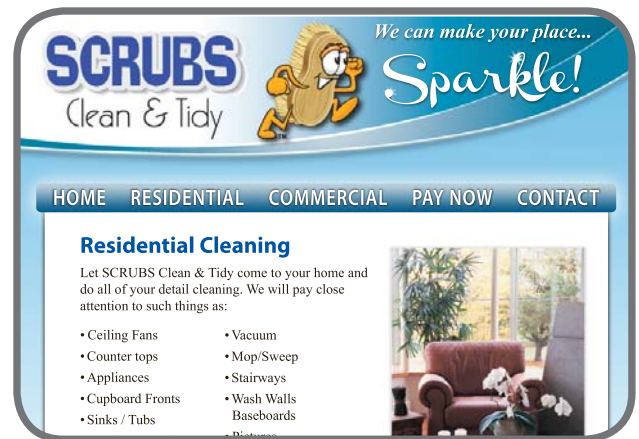 We can make your place...
SCRUBS
Sparkle!
Clean & Tidy
TM
HOME RESIDENTIAL COMMERCIAL PAY NOW CONTACT
Residential Cleaning
Let SCRUBS Clean & Tidy come to your home and
do all of your detail cleaning. We will pay close
attention to such things as:
• Ceiling Fans
• Counter tops
• Appliances
• Cupboard Fronts
• Sinks / Tubs
• Vacuum
• Mop/Sweep
• Stairways
• Wash Walls
Baseboards
• Pictures